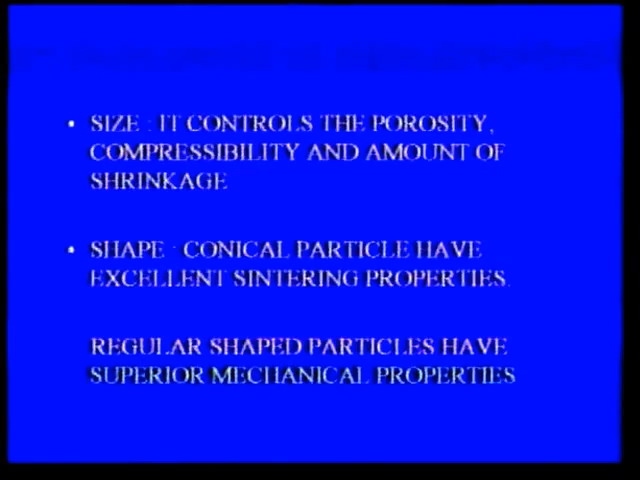 • SIZE : IT CONTROLS THE POROSITY,
COMPRESSIBILITY AND AMOUNT OF
SHRINKAGE
• SHAPE : CONICAL PARTICLE HAVE
EXCELLENT SINTERING PROPERTIES.
REGULAR SHAPED PARTICLES HAVE
SUPERIOR MECHANICAL PROPERTIES